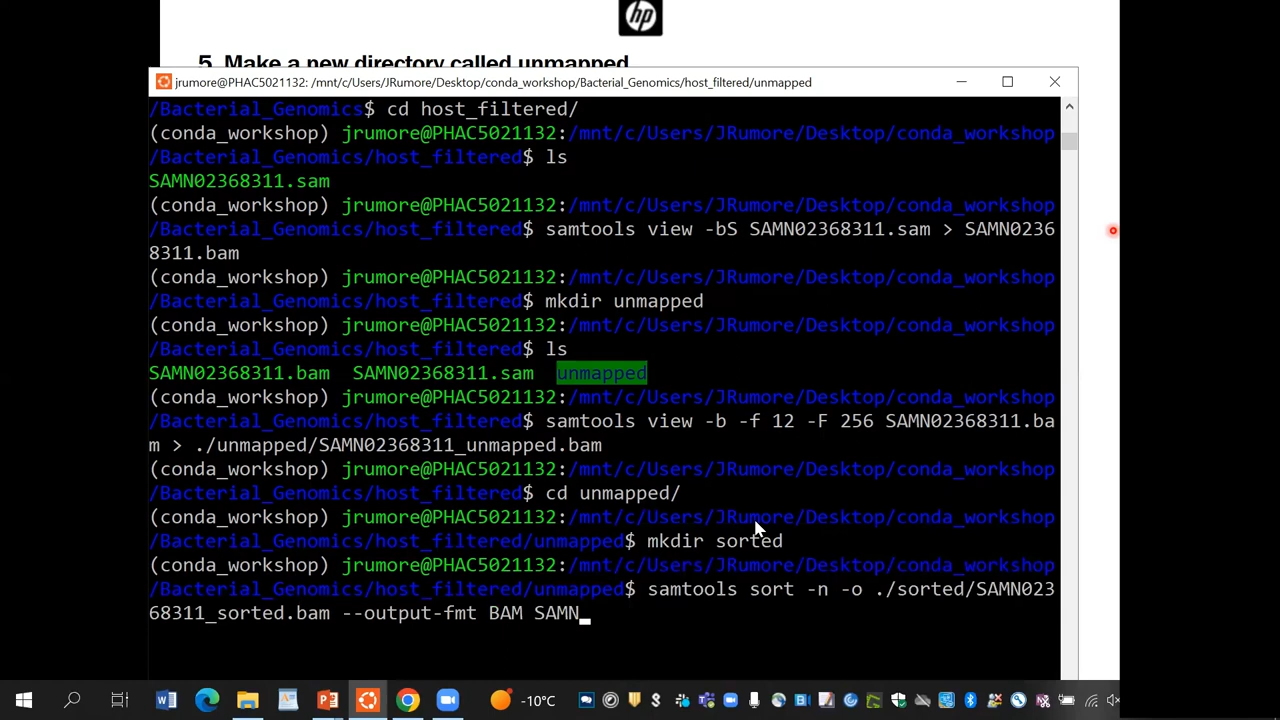 hp
5. Make a new directory called unmapped
jrumore@PHAC5021132: /mnt/c/Users/JRumore/Desktop/conda_workshop/Bacterial_Genomics/host_filtered/unmapped
/Bacterial_Genomics$ cd host_filtered/
(conda_workshop) jrumore@PHAC5021132:/mnt/c/Users/JRumore/Desktop/conda_workshop
/Bacterial_Genomics/host_filtered$ ls
SAMN02368311.sam
(conda_workshop) jrumore@PHAC5021132:/mnt/c/Users/JRumore/Desktop/conda_workshop
/Bacterial_Genomics/host_filtered$ samtools view -bS SAMN02368311.sam > SAMN0236
8311.bam
(conda_workshop) jrumore@PHAC5021132:/mnt/c/Users/JRumore/Desktop/conda_workshop
/Bacterial_Genomics/host_filtered$ mkdir unmapped
(conda_workshop) jrumore@PHAC5021132:/mnt/c/Users/JRumore/Desktop/conda_workshop
/Bacterial_Genomics/host_filtered$ ls
SAMN02368311.bam SAMN02368311.sam unmapped
(conda_workshop) jrumore@PHAC5021132:/mnt/c/Users/JRumore/Desktop/conda_workshop
/Bacterial_Genomics/host_filtered$ samtools view -b -f 12 -F 256 SAMN02368311.ba
m > ./unmapped/SAMN02368311_unmapped.bam
(conda_workshop) jrumore@PHAC5021132:/mnt/c/Users/JRumore/Desktop/conda_workshop
/Bacterial_Genomics/host_filtered$ cd unmapped/
(conda_workshop) jrumore@PHAC5021132:/mnt/c/Users/JRumore/Desktop/conda_workshop
/Bacterial_Genomics/host_filtered/unmapped$ mkdir sorted
(conda_workshop) jrumore@PHAC5021132:/mnt/c/Users/JRumore/Desktop/conda_workshop
/Bacterial_Genomics/host_filtered/unmapped$ samtools sort -n -o ./sorted/SAMN023
68311_sorted.bam --output-fmt BAM SAMN
-10°C